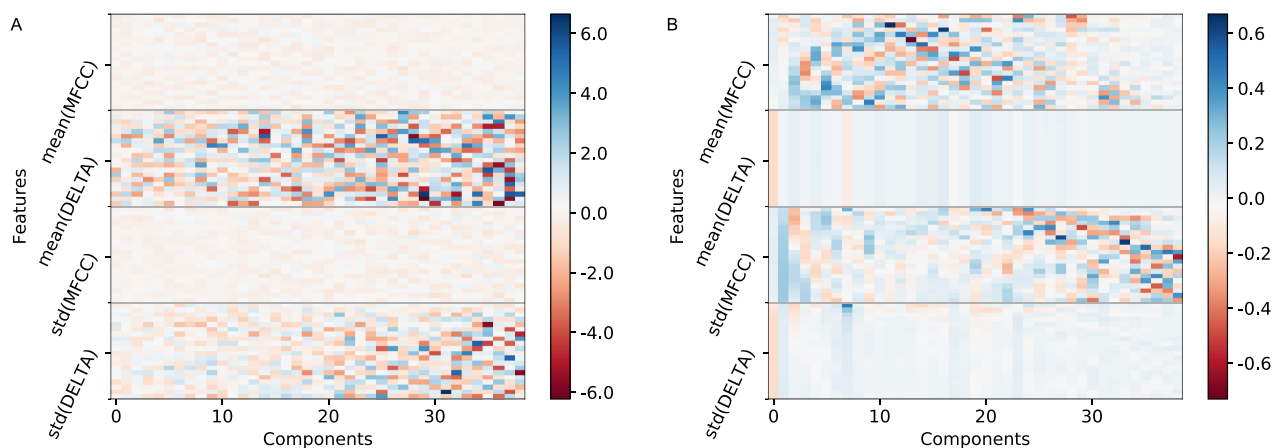 A
Features
mean(MFCC)
mean(DELTA)
std(MFCC)
std(DELTA)
0 10 20 30
Components
6.0
4.0
2.0
0.0
-2.0
-4.0
-6.0
B
Features
mean(MFCC)
mean(DELTA)
std(MFCC)
std(DELTA)
0 10 20 30
Components
0.6
0.4
0.2
0.0
-0.2
-0.4
-0.6